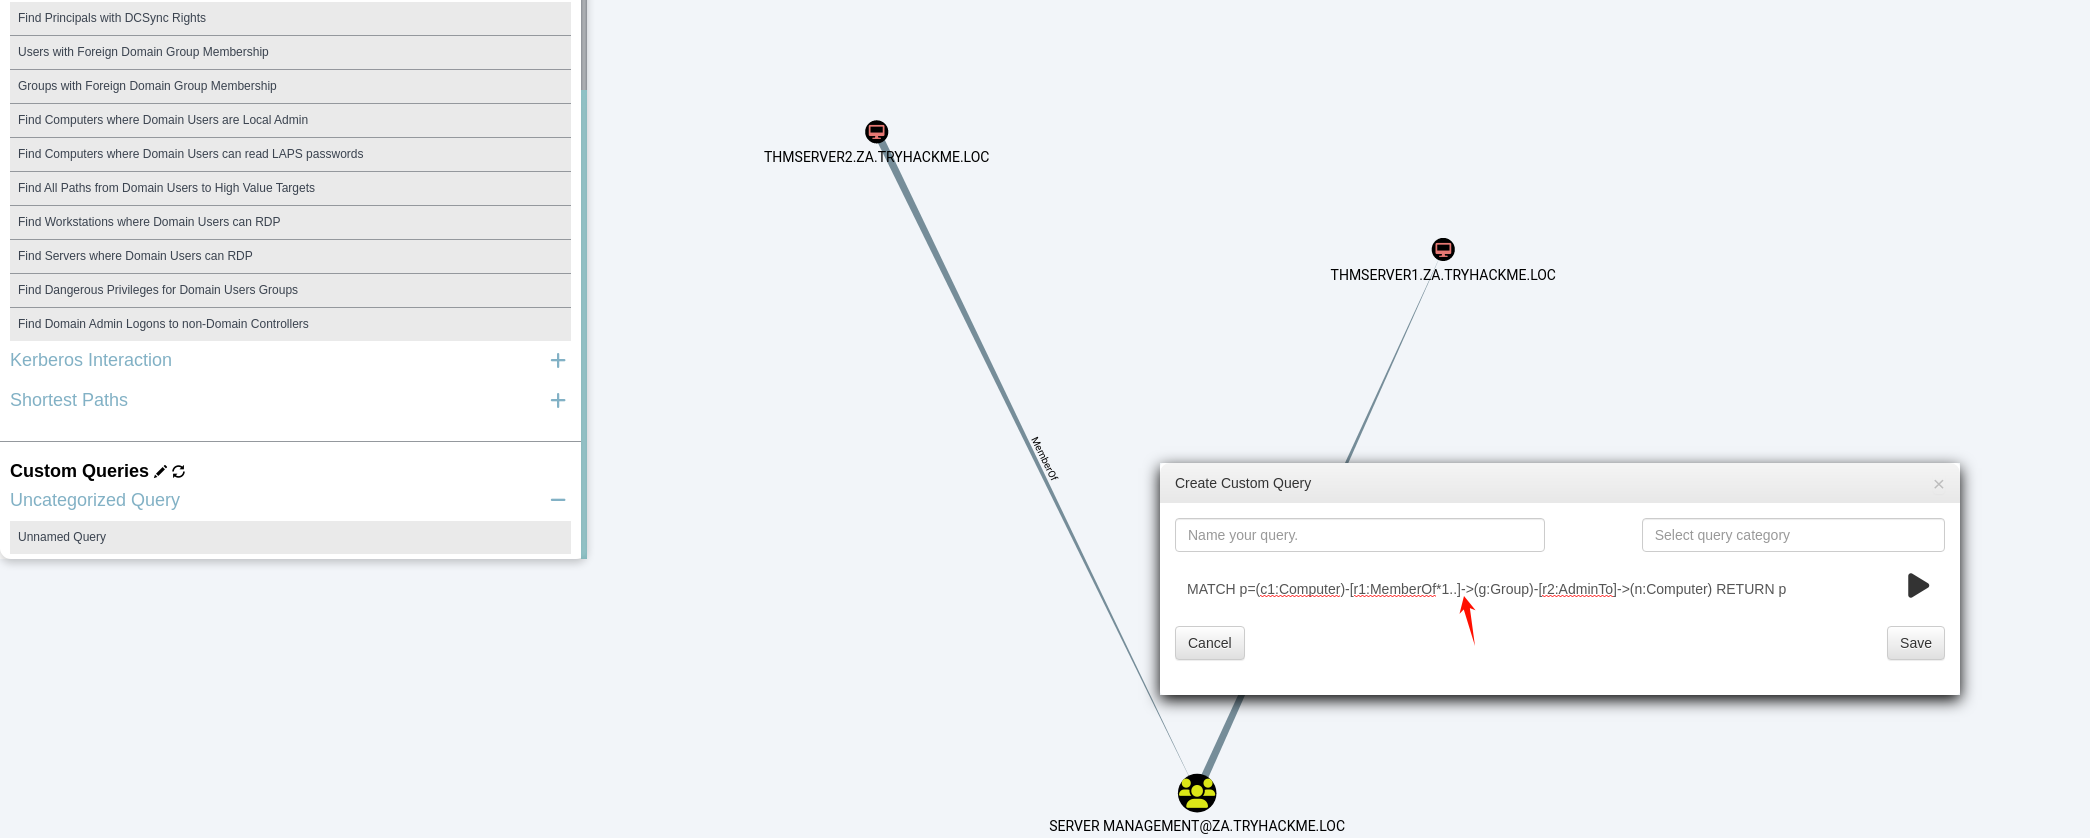 Find Principals with DCSync Rights
Users with Foreign Domain Group Membership
Groups with Foreign Domain Group Membership
Find Computers where Domain Users are Local Admin
Find Computers where Domain Users can read LAPS passwords
Find All Paths from Domain Users to High Value Targets
Find Workstations where Domain Users can RDP
Find Servers where Domain Users can RDP
Find Dangerous Privileges for Domain Users Groups
Find Domain Admin Logons to non-Domain Controllers
Kerberos Interaction
Shortest Paths
Custom Queries
Uncategorized Query
Unnamed Query
THMSERVER2.ZA.TRYHACKME.LOC
THMSERVER1.ZA.TRYHACKME.LOC
MemberOf
Create Custom Query
Name your query.
Select query category
MATCH p=(c1:Computer)-[r1:MemberOf*1..]->(g:Group)-[r2:AdminTo]->(n:Computer) RETURN p
Cancel
Save
SERVER MANAGEMENT@ZA.TRYHACKME.LOC